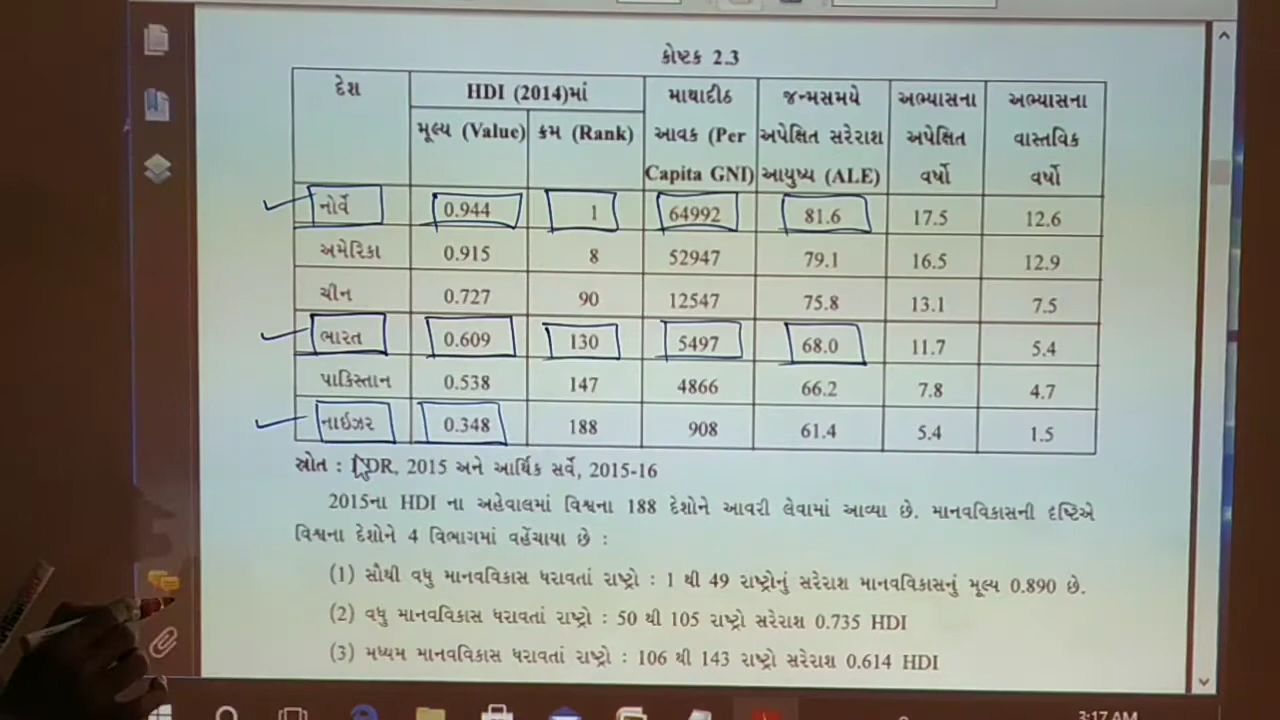 કોષ્ટક 2.3
દેશ HDI (2014)માં માથાદીઠ જન્મસમયે અભ્યાસના અભ્યાસના
મૂલ્ય (Value) ક્રમ (Rank) આવક (Per અપેક્ષિત સરેરાશ અપેક્ષિત વાસ્તવિક
Capita GNI) આયુષ્ય (ALE) વર્ષો વર્ષો
નોર્વે 0.944 1 64992 81.6 17.5 12.6
અમેરિકા 0.915 8 52947 79.1 16.5 12.9
ચીન 0.727 90 12547 75.8 13.1 7.5
ભારત 0.609 130 5497 68.0 11.7 5.4
પાકિસ્તાન 0.538 147 4866 66.2 7.8 4.7
નાઇઝર 0.348 188 908 61.4 5.4 1.5
સ્રોત : 2015 અને આર્થિક સર્વે, 2015-16
2015ના HDI ના અહેવાલમાં વિશ્વના 188 દેશોને આવરી લેવામાં આવ્યા છે. માનવવિકાસની દૃષ્ટિએ
વિશ્વના દેશોને 4 વિભાગમાં વહેંચાયા છે :
(1) સૌથી વધુ માનવવિકાસ ધરાવતાં રાષ્ટ્રો : 1 થી 49 રાષ્ટ્રોનું સરેરાશ માનવવિકાસનું મૂલ્ય 0.890 છે.
(2) વધુ માનવવિકાસ ધરાવતાં રાષ્ટ્રો : 50 થી 105 રાષ્ટ્રો સરેરાશ 0.735 HDI
(3) મધ્યમ માનવવિકાસ ધરાવતાં રાષ્ટ્રો : 106 થી 143 રાષ્ટ્રો સરેરાશ 0.614 HDI
3:17 AM